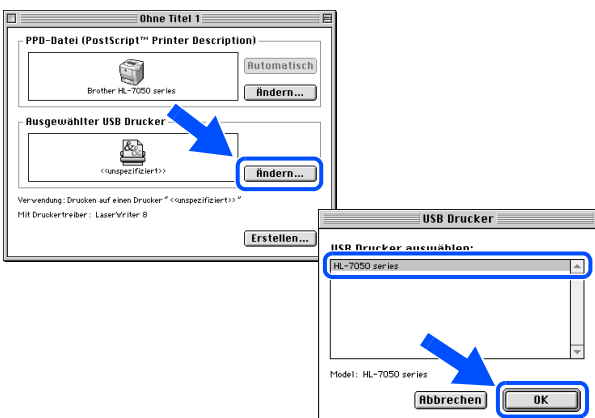 Ohne Titel 1
PPD-Datei (PostScript™ Printer Description)
Automatisch
Brother HL-7050 series
Ändern...
Ausgewählter USB Drucker
<<unspezifiziert>>
Ändern...
Verwendung: Drucken auf einen Drucker "<<unspezifiziert>>"
Mit Druckertreiber: LaserWriter 8
Erstellen...
USB Drucker
USB Drucker auswählen:
HL-7050 series
Model: HL-7050 series
Abbrechen
OK